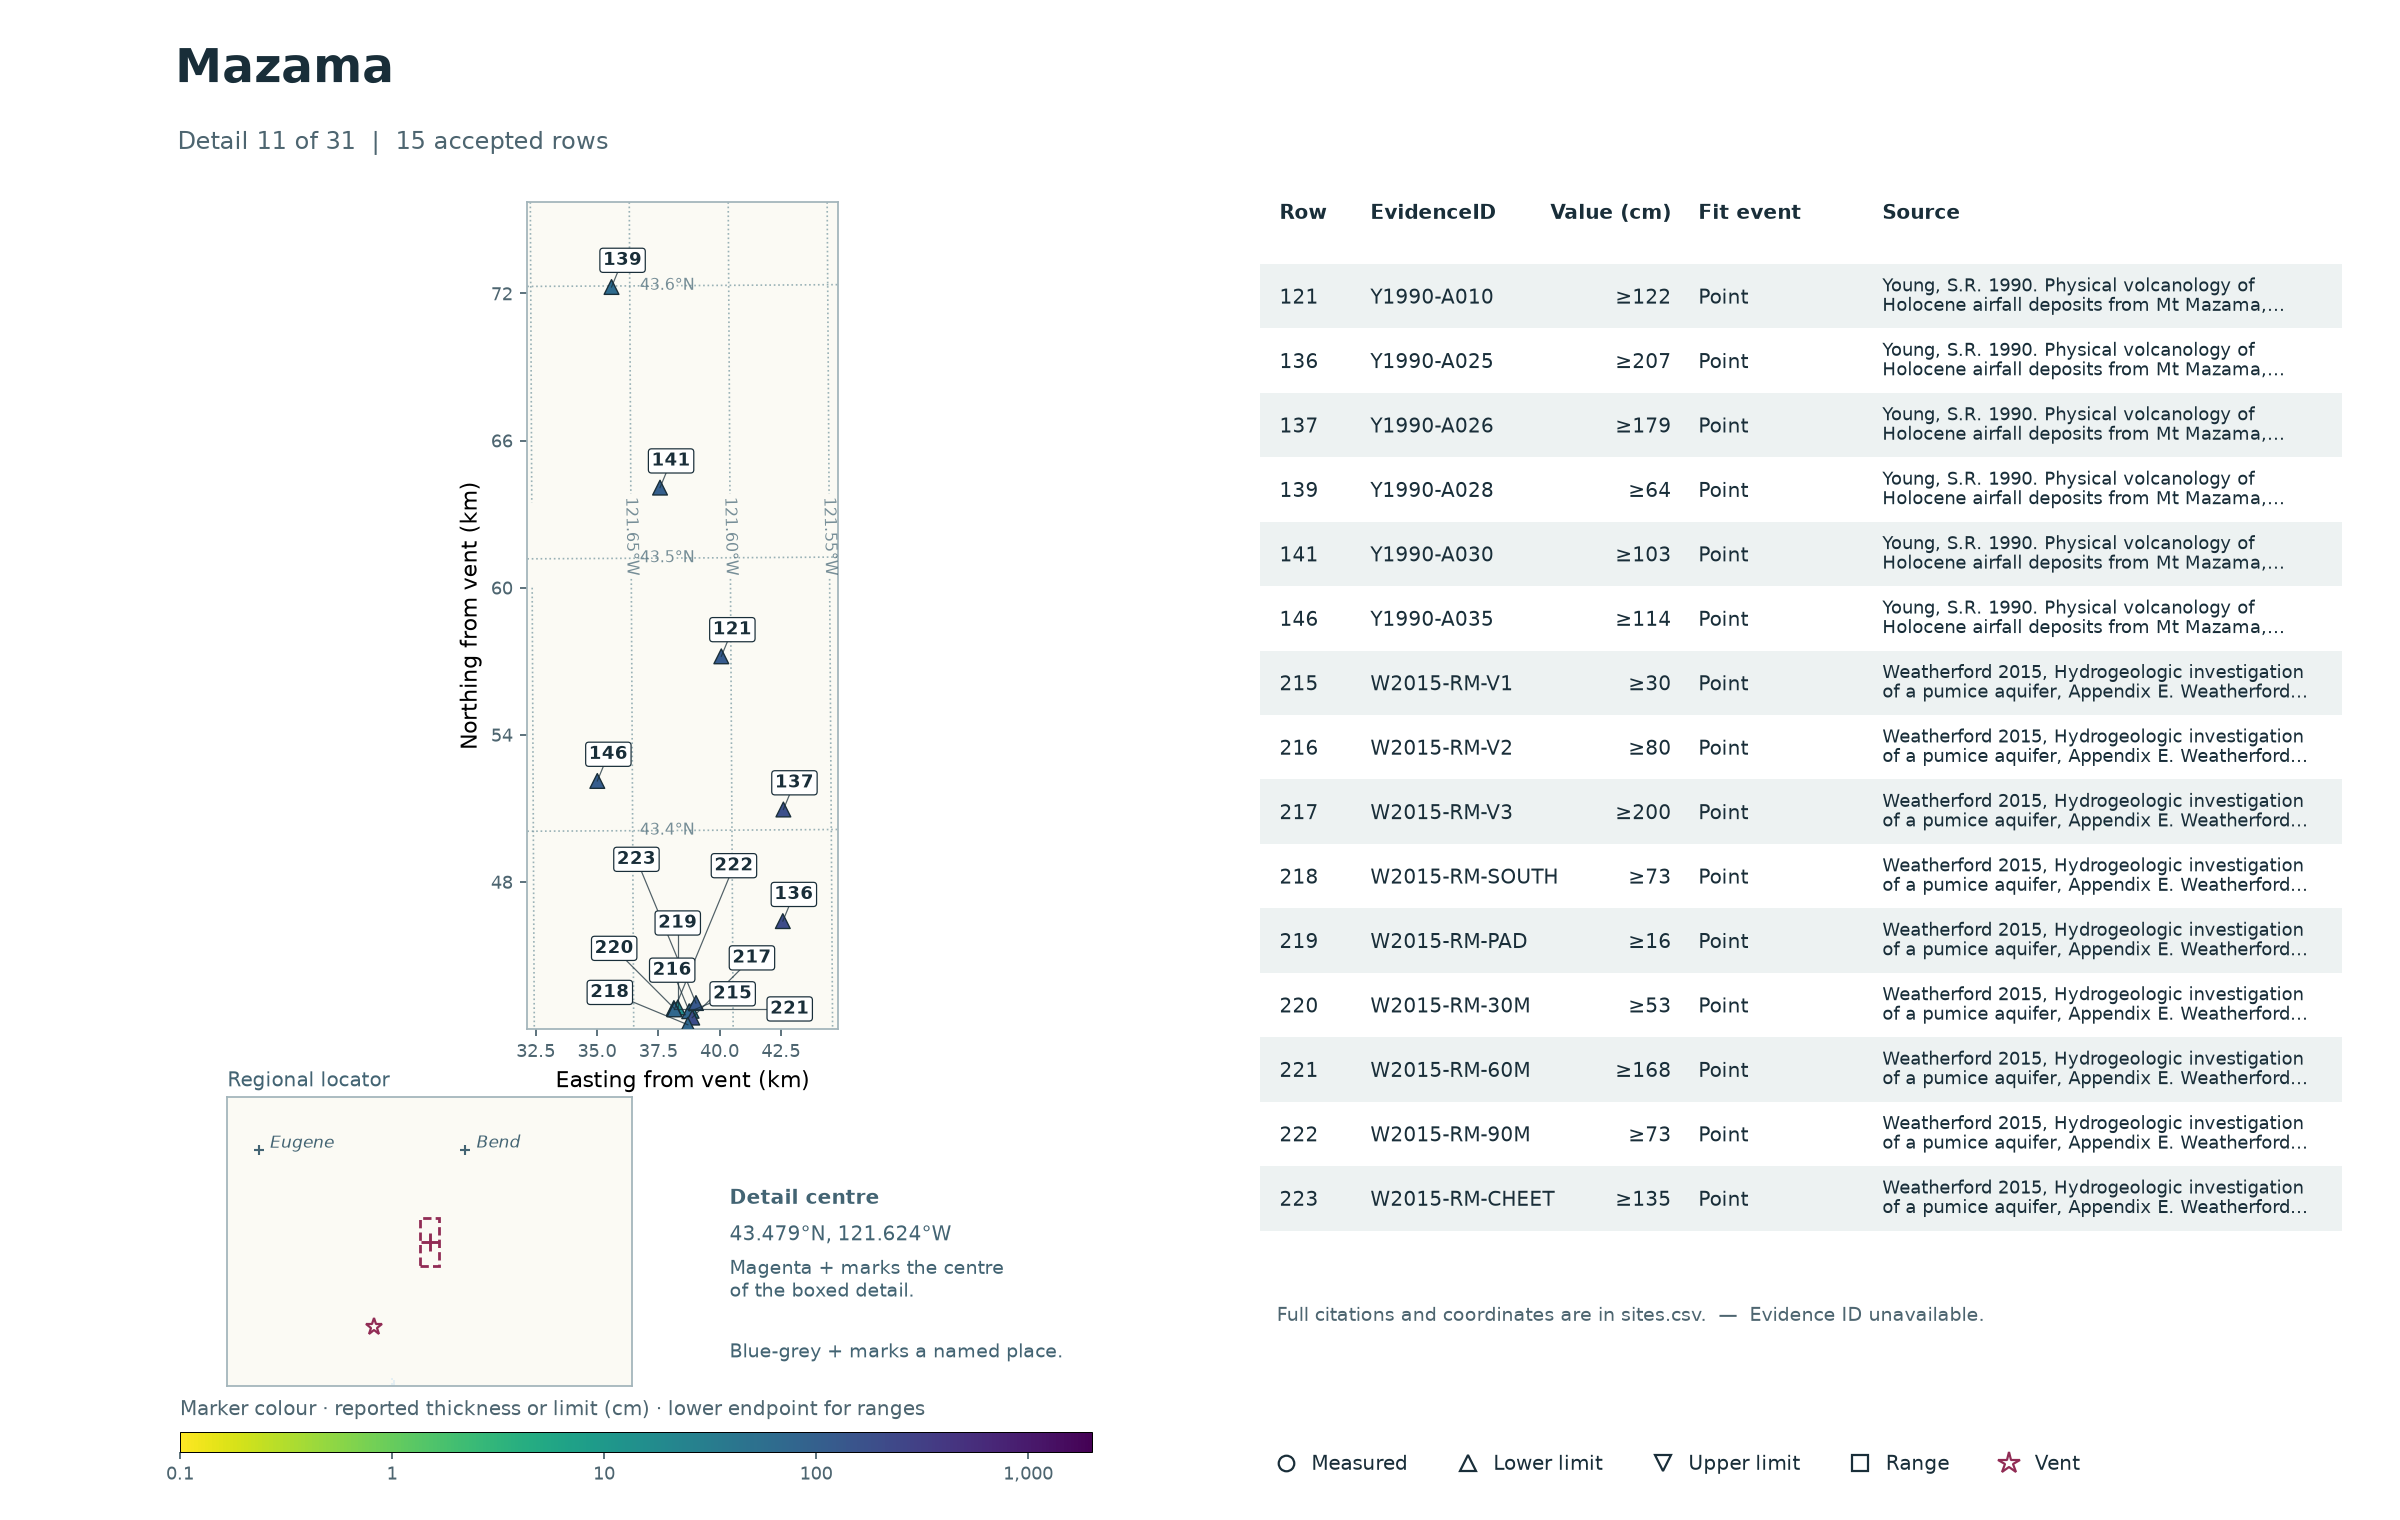 Mazama
Detail 11 of 31 | 15 accepted rows
139
43.6°N
72
66
141
121.65°W
121.60°W
121.55°W
43.5°N
60
121
54
146
137
43.4°N
223
222
48
136
219
220
217
216
218
215
221
32.5 35.0 37.5 40.0 42.5
Northing from vent (km)
Easting from vent (km)
Regional locator
Eugene
Bend
Detail centre
43.479°N, 121.624°W
Magenta + marks the centre
of the boxed detail.
Blue-grey + marks a named place.
Marker colour · reported thickness or limit (cm) · lower endpoint for ranges
0.1 1 10 100 1,000
Row EvidenceID Value (cm) Fit event Source
121 Y1990-A010 ≥122 Point Young, S.R. 1990. Physical volcanology of
Holocene airfall deposits from Mt Mazama,...
136 Y1990-A025 ≥207 Point Young, S.R. 1990. Physical volcanology of
Holocene airfall deposits from Mt Mazama,...
137 Y1990-A026 ≥179 Point Young, S.R. 1990. Physical volcanology of
Holocene airfall deposits from Mt Mazama,...
139 Y1990-A028 ≥64 Point Young, S.R. 1990. Physical volcanology of
Holocene airfall deposits from Mt Mazama,...
141 Y1990-A030 ≥103 Point Young, S.R. 1990. Physical volcanology of
Holocene airfall deposits from Mt Mazama,...
146 Y1990-A035 ≥114 Point Young, S.R. 1990. Physical volcanology of
Holocene airfall deposits from Mt Mazama,...
215 W2015-RM-V1 ≥30 Point Weatherford 2015, Hydrogeologic investigation
of a pumice aquifer, Appendix E. Weatherford...
216 W2015-RM-V2 ≥80 Point Weatherford 2015, Hydrogeologic investigation
of a pumice aquifer, Appendix E. Weatherford...
217 W2015-RM-V3 ≥200 Point Weatherford 2015, Hydrogeologic investigation
of a pumice aquifer, Appendix E. Weatherford...
218 W2015-RM-SOUTH ≥73 Point Weatherford 2015, Hydrogeologic investigation
of a pumice aquifer, Appendix E. Weatherford...
219 W2015-RM-PAD ≥16 Point Weatherford 2015, Hydrogeologic investigation
of a pumice aquifer, Appendix E. Weatherford...
220 W2015-RM-30M ≥53 Point Weatherford 2015, Hydrogeologic investigation
of a pumice aquifer, Appendix E. Weatherford...
221 W2015-RM-60M ≥168 Point Weatherford 2015, Hydrogeologic investigation
of a pumice aquifer, Appendix E. Weatherford...
222 W2015-RM-90M ≥73 Point Weatherford 2015, Hydrogeologic investigation
of a pumice aquifer, Appendix E. Weatherford...
223 W2015-RM-CHEET ≥135 Point Weatherford 2015, Hydrogeologic investigation
of a pumice aquifer, Appendix E. Weatherford...
Full citations and coordinates are in sites.csv. — Evidence ID unavailable.
Measured Lower limit Upper limit Range Vent